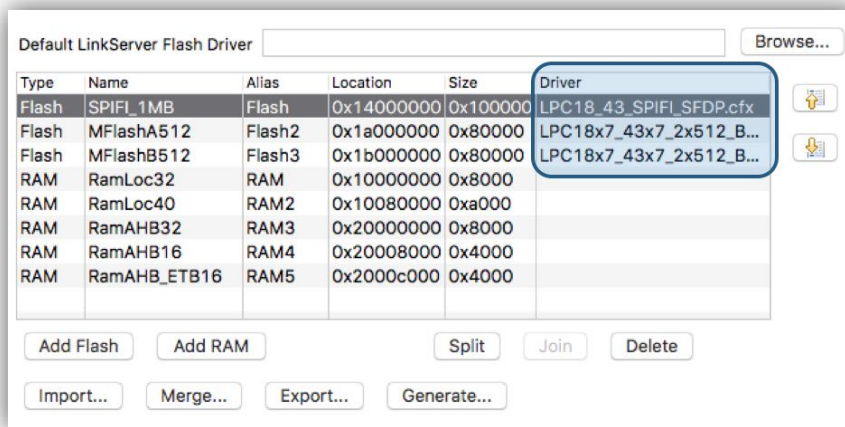 Default LinkServer Flash Driver Browse...
Type Name Alias Location Size Driver
Flash SPIFI_1MB Flash 0x14000000 0x100000 LPC18_43_SPIFI_SFDP.cfx
Flash MFlashA512 Flash2 0x1a000000 0x80000 LPC18x7_43x7_2x512_B...
Flash MFlashB512 Flash3 0x1b000000 0x80000 LPC18x7_43x7_2x512_B...
RAM RamLoc32 RAM 0x10000000 0x8000
RAM RamLoc40 RAM2 0x10080000 0xa000
RAM RamAHB32 RAM3 0x20000000 0x8000
RAM RamAHB16 RAM4 0x20008000 0x4000
RAM RamAHB_ETB16 RAM5 0x2000c000 0x4000
Add Flash Add RAM Split Join Delete
Import... Merge... Export... Generate...